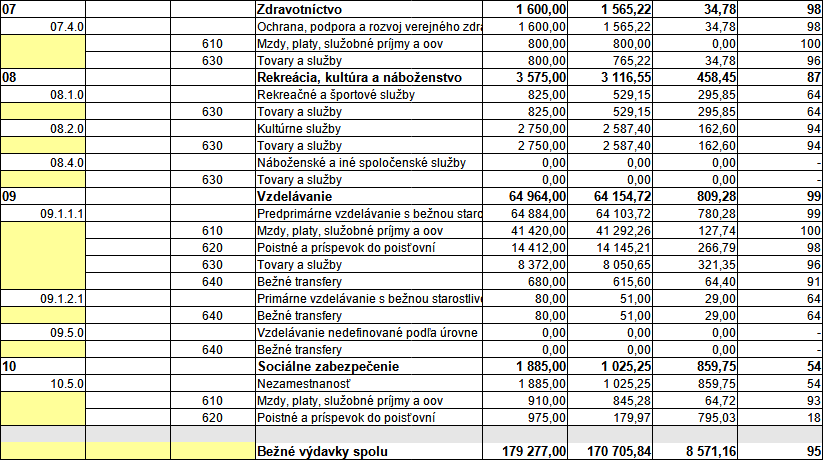 07 Zdravotníctvo 1 600,00 1 565,22 34,78 98
07.4.0 Ochrana, podpora a rozvoj verejného zdra 1 600,00 1 565,22 34,78 98
610 Mzdy, platy, služobné príjmy a oov 800,00 800,00 0,00 100
630 Tovary a služby 800,00 765,22 34,78 96
08 Rekreácia, kultúra a náboženstvo 3 575,00 3 116,55 458,45 87
08.1.0 Rekreačné a športové služby 825,00 529,15 295,85 64
630 Tovary a služby 825,00 529,15 295,85 64
08.2.0 Kultúrne služby 2 750,00 2 587,40 162,60 94
630 Tovary a služby 2 750,00 2 587,40 162,60 94
08.4.0 Náboženské a iné spoločenské služby 0,00 0,00 0,00 -
630 Tovary a služby 0,00 0,00 0,00 -
09 Vzdelávanie 64 964,00 64 154,72 809,28 99
09.1.1.1 Predprimárne vzdelávanie s bežnou staro 64 884,00 64 103,72 780,28 99
610 Mzdy, platy, služobné príjmy a oov 41 420,00 41 292,26 127,74 100
620 Poistné a príspevok do poisťovní 14 412,00 14 145,21 266,79 98
630 Tovary a služby 8 372,00 8 050,65 321,35 96
640 Bežné transfery 680,00 615,60 64,40 91
09.1.2.1 Primárne vzdelávanie s bežnou starostlive 80,00 51,00 29,00 64
640 Bežné transfery 80,00 51,00 29,00 64
09.5.0 Vzdelávanie nedefinované podľa úrovne 0,00 0,00 0,00 -
640 Bežné transfery 0,00 0,00 0,00 -
10 Sociálne zabezpečenie 1 885,00 1 025,25 859,75 54
10.5.0 Nezamestnanosť 1 885,00 1 025,25 859,75 54
610 Mzdy, platy, služobné príjmy a oov 910,00 845,28 64,72 93
620 Poistné a príspevok do poisťovní 975,00 179,97 795,03 18
Bežné výdavky spolu 179 277,00 170 705,84 8 571,16 95